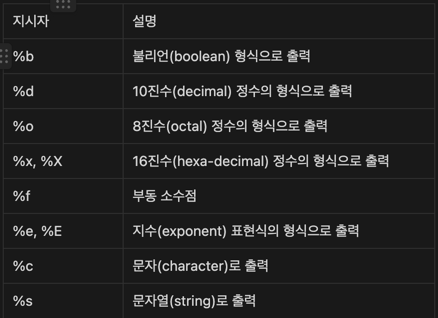 지시자 설명
%b 불리언(boolean) 형식으로 출력
%d 10진수(decimal) 정수의 형식으로 출력
%o 8진수(octal) 정수의 형식으로 출력
%x, %X 16진수(hexa-decimal) 정수의 형식으로 출력
%f 부동 소수점
%e, %E 지수(exponent) 표현식의 형식으로 출력
%c 문자(character)로 출력
%s 문자열(string)로 출력